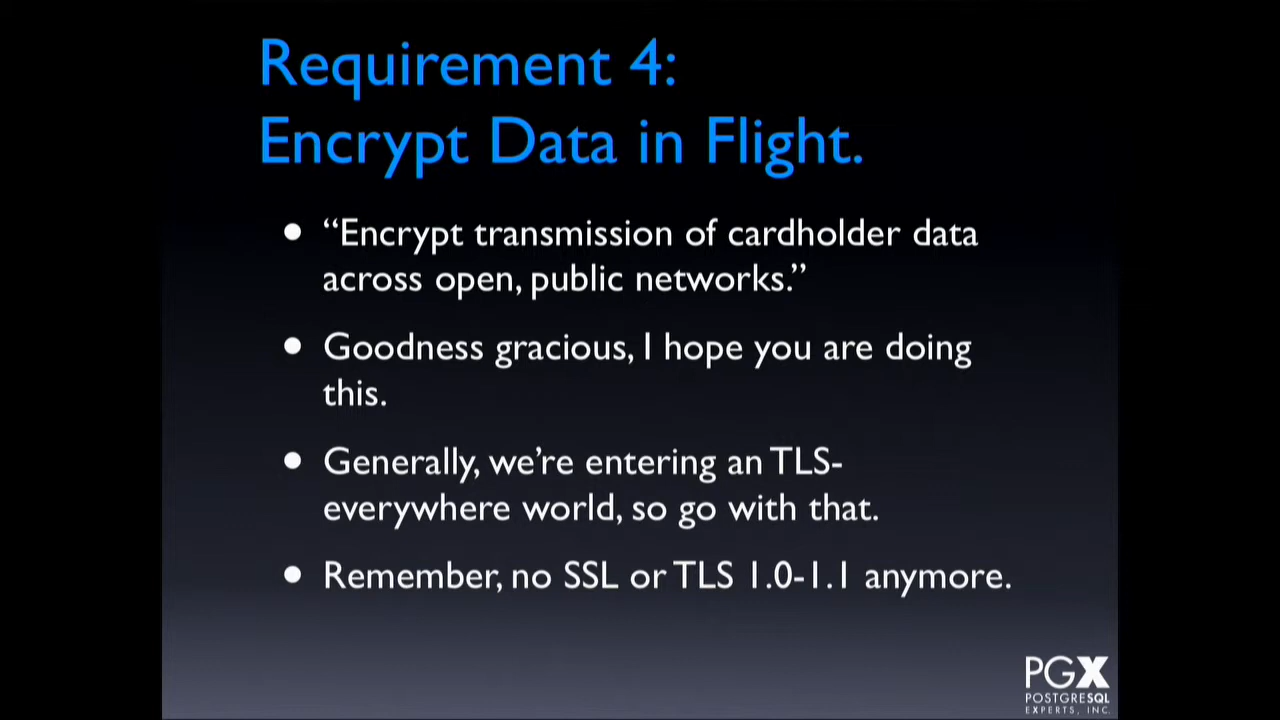 Requirement 4:
Encrypt Data in Flight.
• “Encrypt transmission of cardholder data
across open, public networks.”
• Goodness gracious, I hope you are doing
this.
• Generally, we’re entering an TLS-
everywhere world, so go with that.
• Remember, no SSL or TLS 1.0-1.1 anymore.
PGX
POSTGRESQL
EXPERTS, INC.